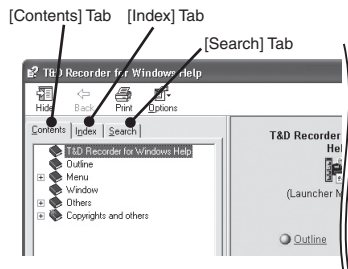 [Contents] Tab [Index] Tab
[Search] Tab
T&D Recorder for Windows Help
Hide Back Print Options
Contents Index Search
T&D Recorder for Windows Help
Outline
Menu
Window
Others
Copyrights and others
T&D Recorder
(Launcher
Outline